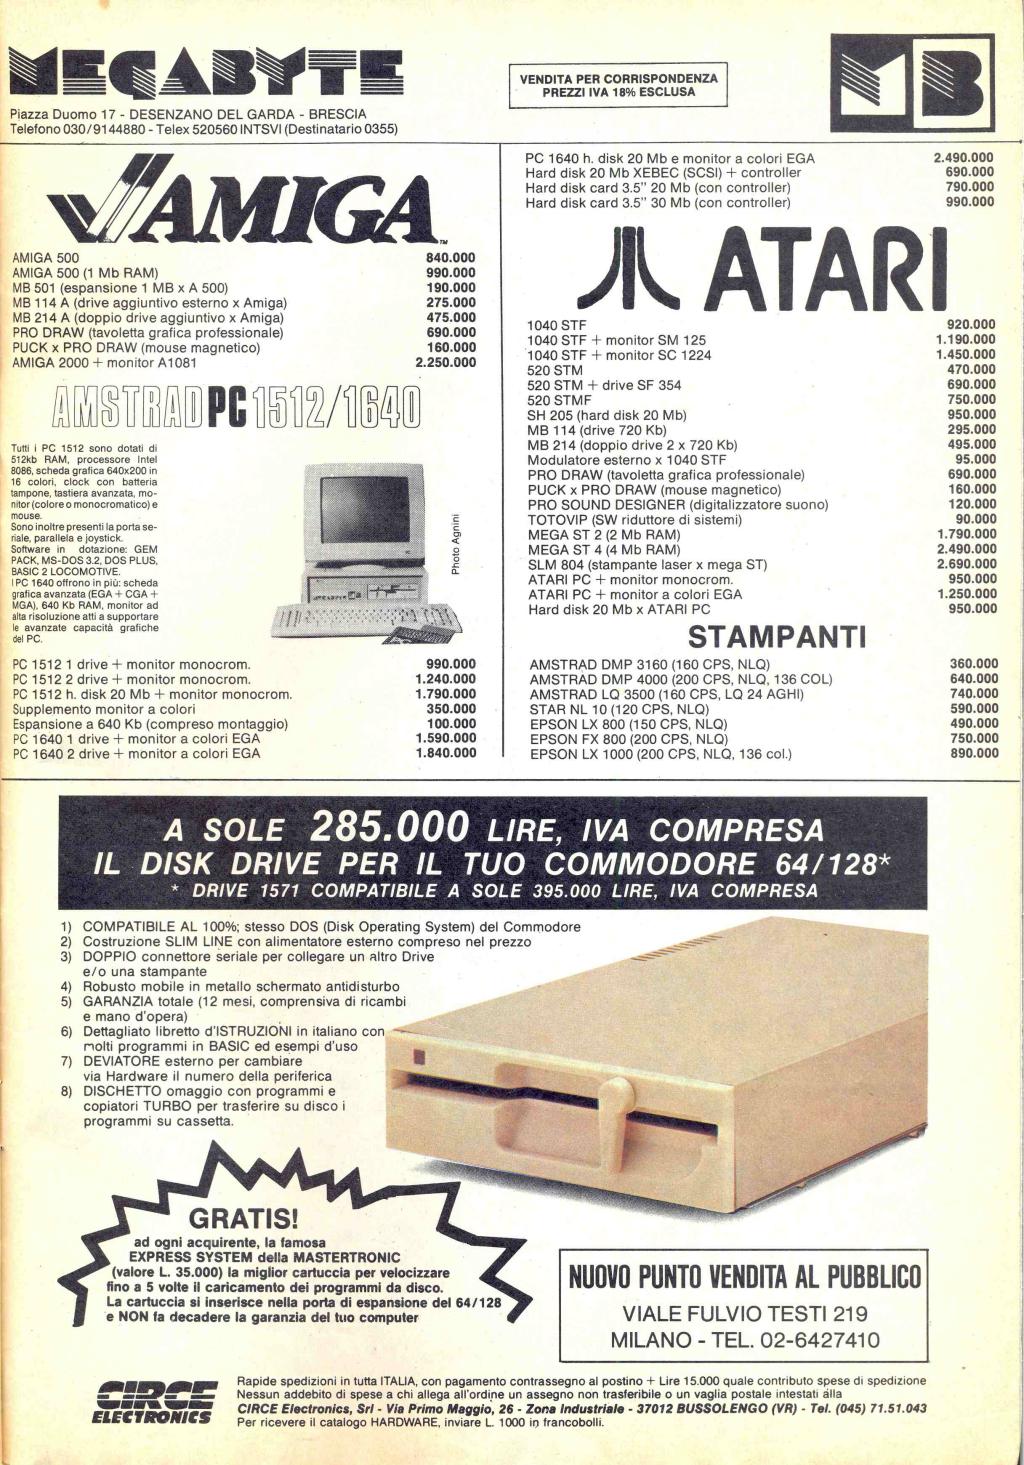 MEGABYTE
Piazza Duomo 17 - DESENZANO DEL GARDA - BRESCIA
Telefono 030/9144880 - Telex 520560 INTSVI (Destinatario 0355)
VENDITA PER CORRISPONDENZA
PREZZI IVA 18% ESCLUSA
MB
AMIGA TM
AMIGA 500 840.000
AMIGA 500 (1 Mb RAM) 990.000
MB 501 (espansione 1 MB x A 500) 190.000
MB 114 A (drive aggiuntivo esterno x Amiga) 275.000
MB 214 A (doppio drive aggiuntivo x Amiga) 475.000
PRO DRAW (tavoletta grafica professionale) 690.000
PUCK x PRO DRAW (mouse magnetico) 160.000
AMIGA 2000 + monitor A1081 2.250.000
AMSTRAD PC 1512/1640
Tutti i PC 1512 sono dotati di
512kb RAM, processore Intel
8086, scheda grafica 640x200 in
16 colori, clock con batteria
tampone, tastiera avanzata, mo-
nitor (colore o monocromatico) e
mouse.
Sono inoltre presenti la porta se-
riale, parallela e joystick.
Software in dotazione: GEM
PACK, MS-DOS 3.2, DOS PLUS,
BASIC 2 LOCOMOTIVE.
I PC 1640 offrono in più: scheda
grafica avanzata (EGA + CGA +
MGA), 640 Kb RAM, monitor ad
alta risoluzione atti a supportare
le avanzate capacità grafiche
del PC.
Photo Agnini
PC 1512 1 drive + monitor monocrom. 990.000
PC 1512 2 drive + monitor monocrom. 1.240.000
PC 1512 h. disk 20 Mb + monitor monocrom. 1.790.000
Supplemento monitor a colori 350.000
Espansione a 640 Kb (compreso montaggio) 100.000
PC 1640 1 drive + monitor a colori EGA 1.590.000
PC 1640 2 drive + monitor a colori EGA 1.840.000
PC 1640 h. disk 20 Mb e monitor a colori EGA 2.490.000
Hard disk 20 Mb XEBEC (SCSI) + controller 690.000
Hard disk card 3.5" 20 Mb (con controller) 790.000
Hard disk card 3.5" 30 Mb (con controller) 990.000
ATARI
1040 STF 920.000
1040 STF + monitor SM 125 1.190.000
1040 STF + monitor SC 1224 1.450.000
520 STM 470.000
520 STM + drive SF 354 690.000
520 STMF 750.000
SH 205 (hard disk 20 Mb) 950.000
MB 114 (drive 720 Kb) 295.000
MB 214 (doppio drive 2 x 720 Kb) 495.000
Modulatore esterno x 1040 STF 95.000
PRO DRAW (tavoletta grafica professionale) 690.000
PUCK x PRO DRAW (mouse magnetico) 160.000
PRO SOUND DESIGNER (digitalizzatore suono) 120.000
TOTOVIP (SW riduttore di sistemi) 90.000
MEGA ST 2 (2 Mb RAM) 1.790.000
MEGA ST 4 (4 Mb RAM) 2.490.000
SLM 804 (stampante laser x mega ST) 2.690.000
ATARI PC + monitor monocrom. 950.000
ATARI PC + monitor a colori EGA 1.250.000
Hard disk 20 Mb x ATARI PC 950.000
STAMPANTI
AMSTRAD DMP 3160 (160 CPS, NLQ) 360.000
AMSTRAD DMP 4000 (200 CPS, NLQ, 136 COL) 640.000
AMSTRAD LQ 3500 (160 CPS, LQ 24 AGHI) 740.000
STAR NL 10 (120 CPS, NLQ) 590.000
EPSON LX 800 (150 CPS, NLQ) 490.000
EPSON FX 800 (200 CPS, NLQ) 750.000
EPSON LX 1000 (200 CPS, NLQ, 136 col.) 890.000
A SOLE 285.000 LIRE, IVA COMPRESA
IL DISK DRIVE PER IL TUO COMMODORE 64/128*
* DRIVE 1571 COMPATIBILE A SOLE 395.000 LIRE, IVA COMPRESA
1) COMPATIBILE AL 100%; stesso DOS (Disk Operating System) del Commodore
2) Costruzione SLIM LINE con alimentatore esterno compreso nel prezzo
3) DOPPIO connettore seriale per collegare un altro Drive
e/o una stampante
4) Robusto mobile in metallo schermato antidisturbo
5) GARANZIA totale (12 mesi, comprensiva di ricambi
e mano d'opera)
6) Dettagliato libretto d'ISTRUZIONI in italiano con
molti programmi in BASIC ed esempi d'uso
7) DEVIATORE esterno per cambiare
via Hardware il numero della periferica
8) DISCHETTO omaggio con programmi e
copiatori TURBO per trasferire su disco i
programmi su cassetta.
GRATIS!
ad ogni acquirente, la famosa
EXPRESS SYSTEM della MASTERTRONIC
(valore L. 35.000) la miglior cartuccia per velocizzare
fino a 5 volte il caricamento dei programmi da disco.
La cartuccia si inserisce nella porta di espansione del 64/128
e NON fa decadere la garanzia del tuo computer
NUOVO PUNTO VENDITA AL PUBBLICO
VIALE FULVIO TESTI 219
MILANO - TEL. 02-6427410
CIRCE
ELECTRONICS
Rapide spedizioni in tutta ITALIA, con pagamento contrassegno al postino + Lire 15.000 quale contributo spese di spedizione
Nessun addebito di spese a chi allega all'ordine un assegno non trasferibile o un vaglia postale intestati alla
CIRCE Electronics, Srl - Via Primo Maggio, 26 - Zona Industriale - 37012 BUSSOLENGO (VR) - Tel. (045) 71.51.043
Per ricevere il catalogo HARDWARE, inviare L. 1000 in francobolli.